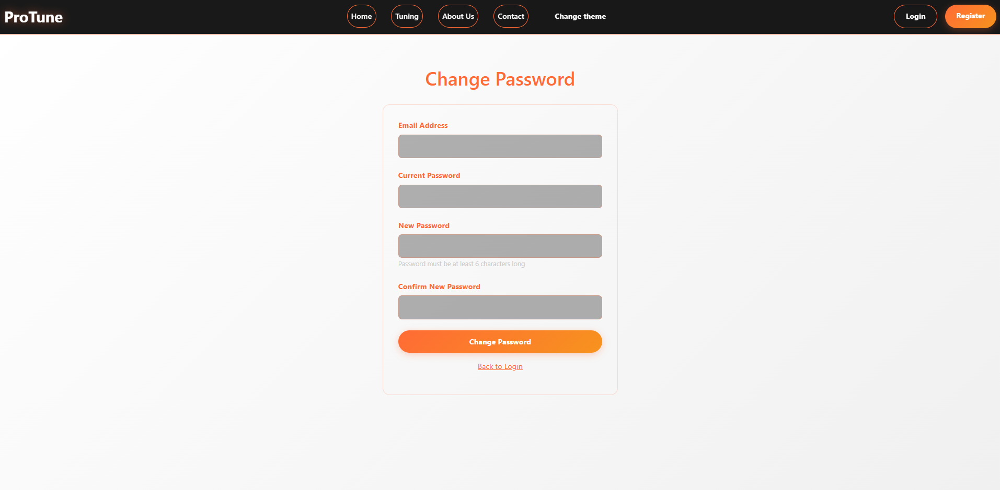 ProTune
Home
Tuning
About Us
Contact
Change theme
Login
Register
Change Password
Email Address
Current Password
New Password
Password must be at least 6 characters long
Confirm New Password
Change Password
Back to Login